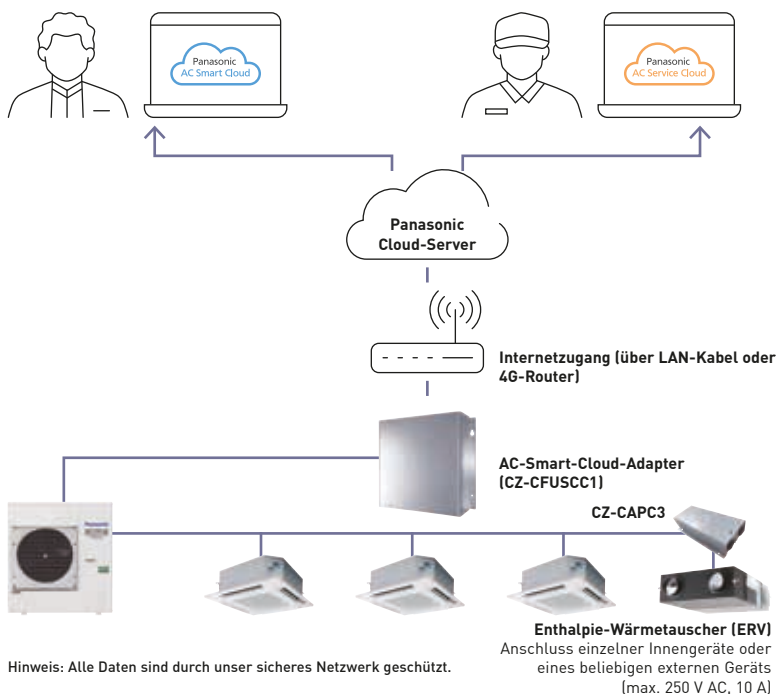 Panasonic
AC Smart Cloud
Panasonic
AC Service Cloud
Panasonic
Cloud-Server
Internetzugang (über LAN-Kabel oder
4G-Router)
AC-Smart-Cloud-Adapter
(CZ-CFUSCC1)
CZ-CAPC3
Panasonic
Enthalpie-Wärmetauscher (ERV)
Anschluss einzelner Innengeräte oder
eines beliebigen externen Geräts
(max. 250 V AC, 10 A)
Hinweis: Alle Daten sind durch unser sicheres Netzwerk geschützt.